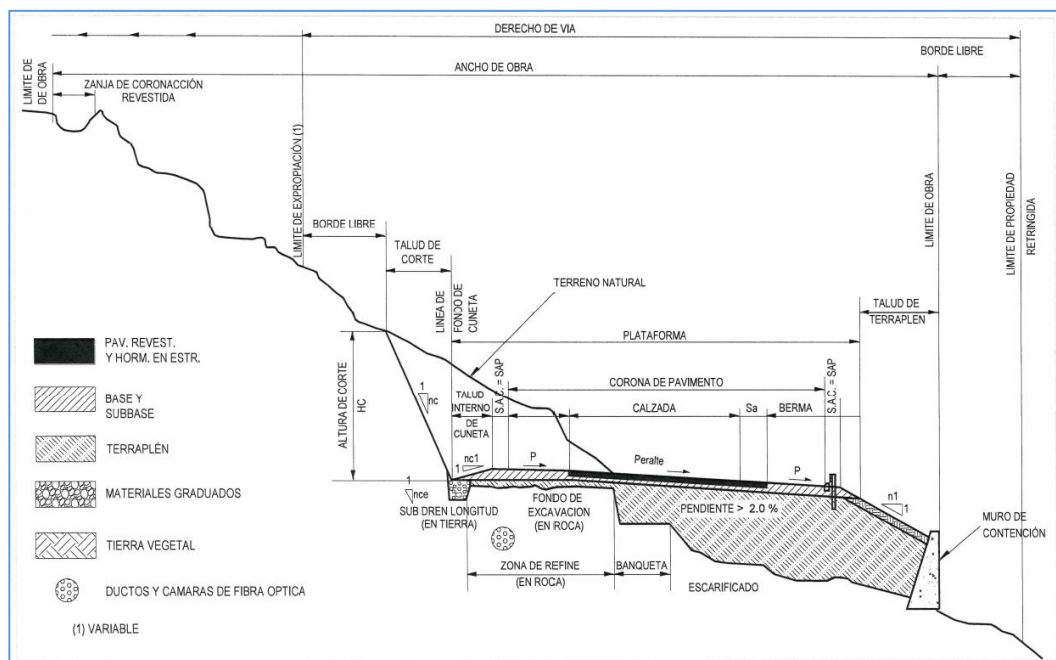 DERECHO DE VIA
BORDE LIBRE
ANCHO DE OBRA
LIMITE DE
DE OBRA
ZANJA DE CORONACCIÓN
REVESTIDA
LIMITE DE EXPROPIACIÓN (1)
BORDE LIBRE
TALUD DE
CORTE
LINEA DE
FONDO DE
CUNETA
TERRENO NATURAL
LIMITE DE OBRA
LIMITE DE PROPIEDAD
RETRINGIDA
TALUD DE
TERRAPLEN
PLATAFORMA
ALTURA DE CORTE
HC
1
nc
TALUD
INTERNO
DE CUNETA
S.A.C. = SAP
CORONA DE PAVIMENTO
S.A.C. = SAP
CALZADA
Sa
BERMA
1
nc1
P
Peralte
P
n1
1
1
nce
SUB DREN LONGITUD
(EN TIERRA)
FONDO DE
EXCAVACION
(EN ROCA)
PENDIENTE > 2.0 %
MURO DE
CONTENCIÓN
ZONA DE REFINE
(EN ROCA)
BANQUETA
ESCARIFICADO
PAV. REVEST.
Y HORM. EN ESTR.
BASE Y
SUBBASE
TERRAPLÉN
MATERIALES GRADUADOS
TIERRA VEGETAL
DUCTOS Y CAMARAS DE FIBRA OPTICA
(1) VARIABLE